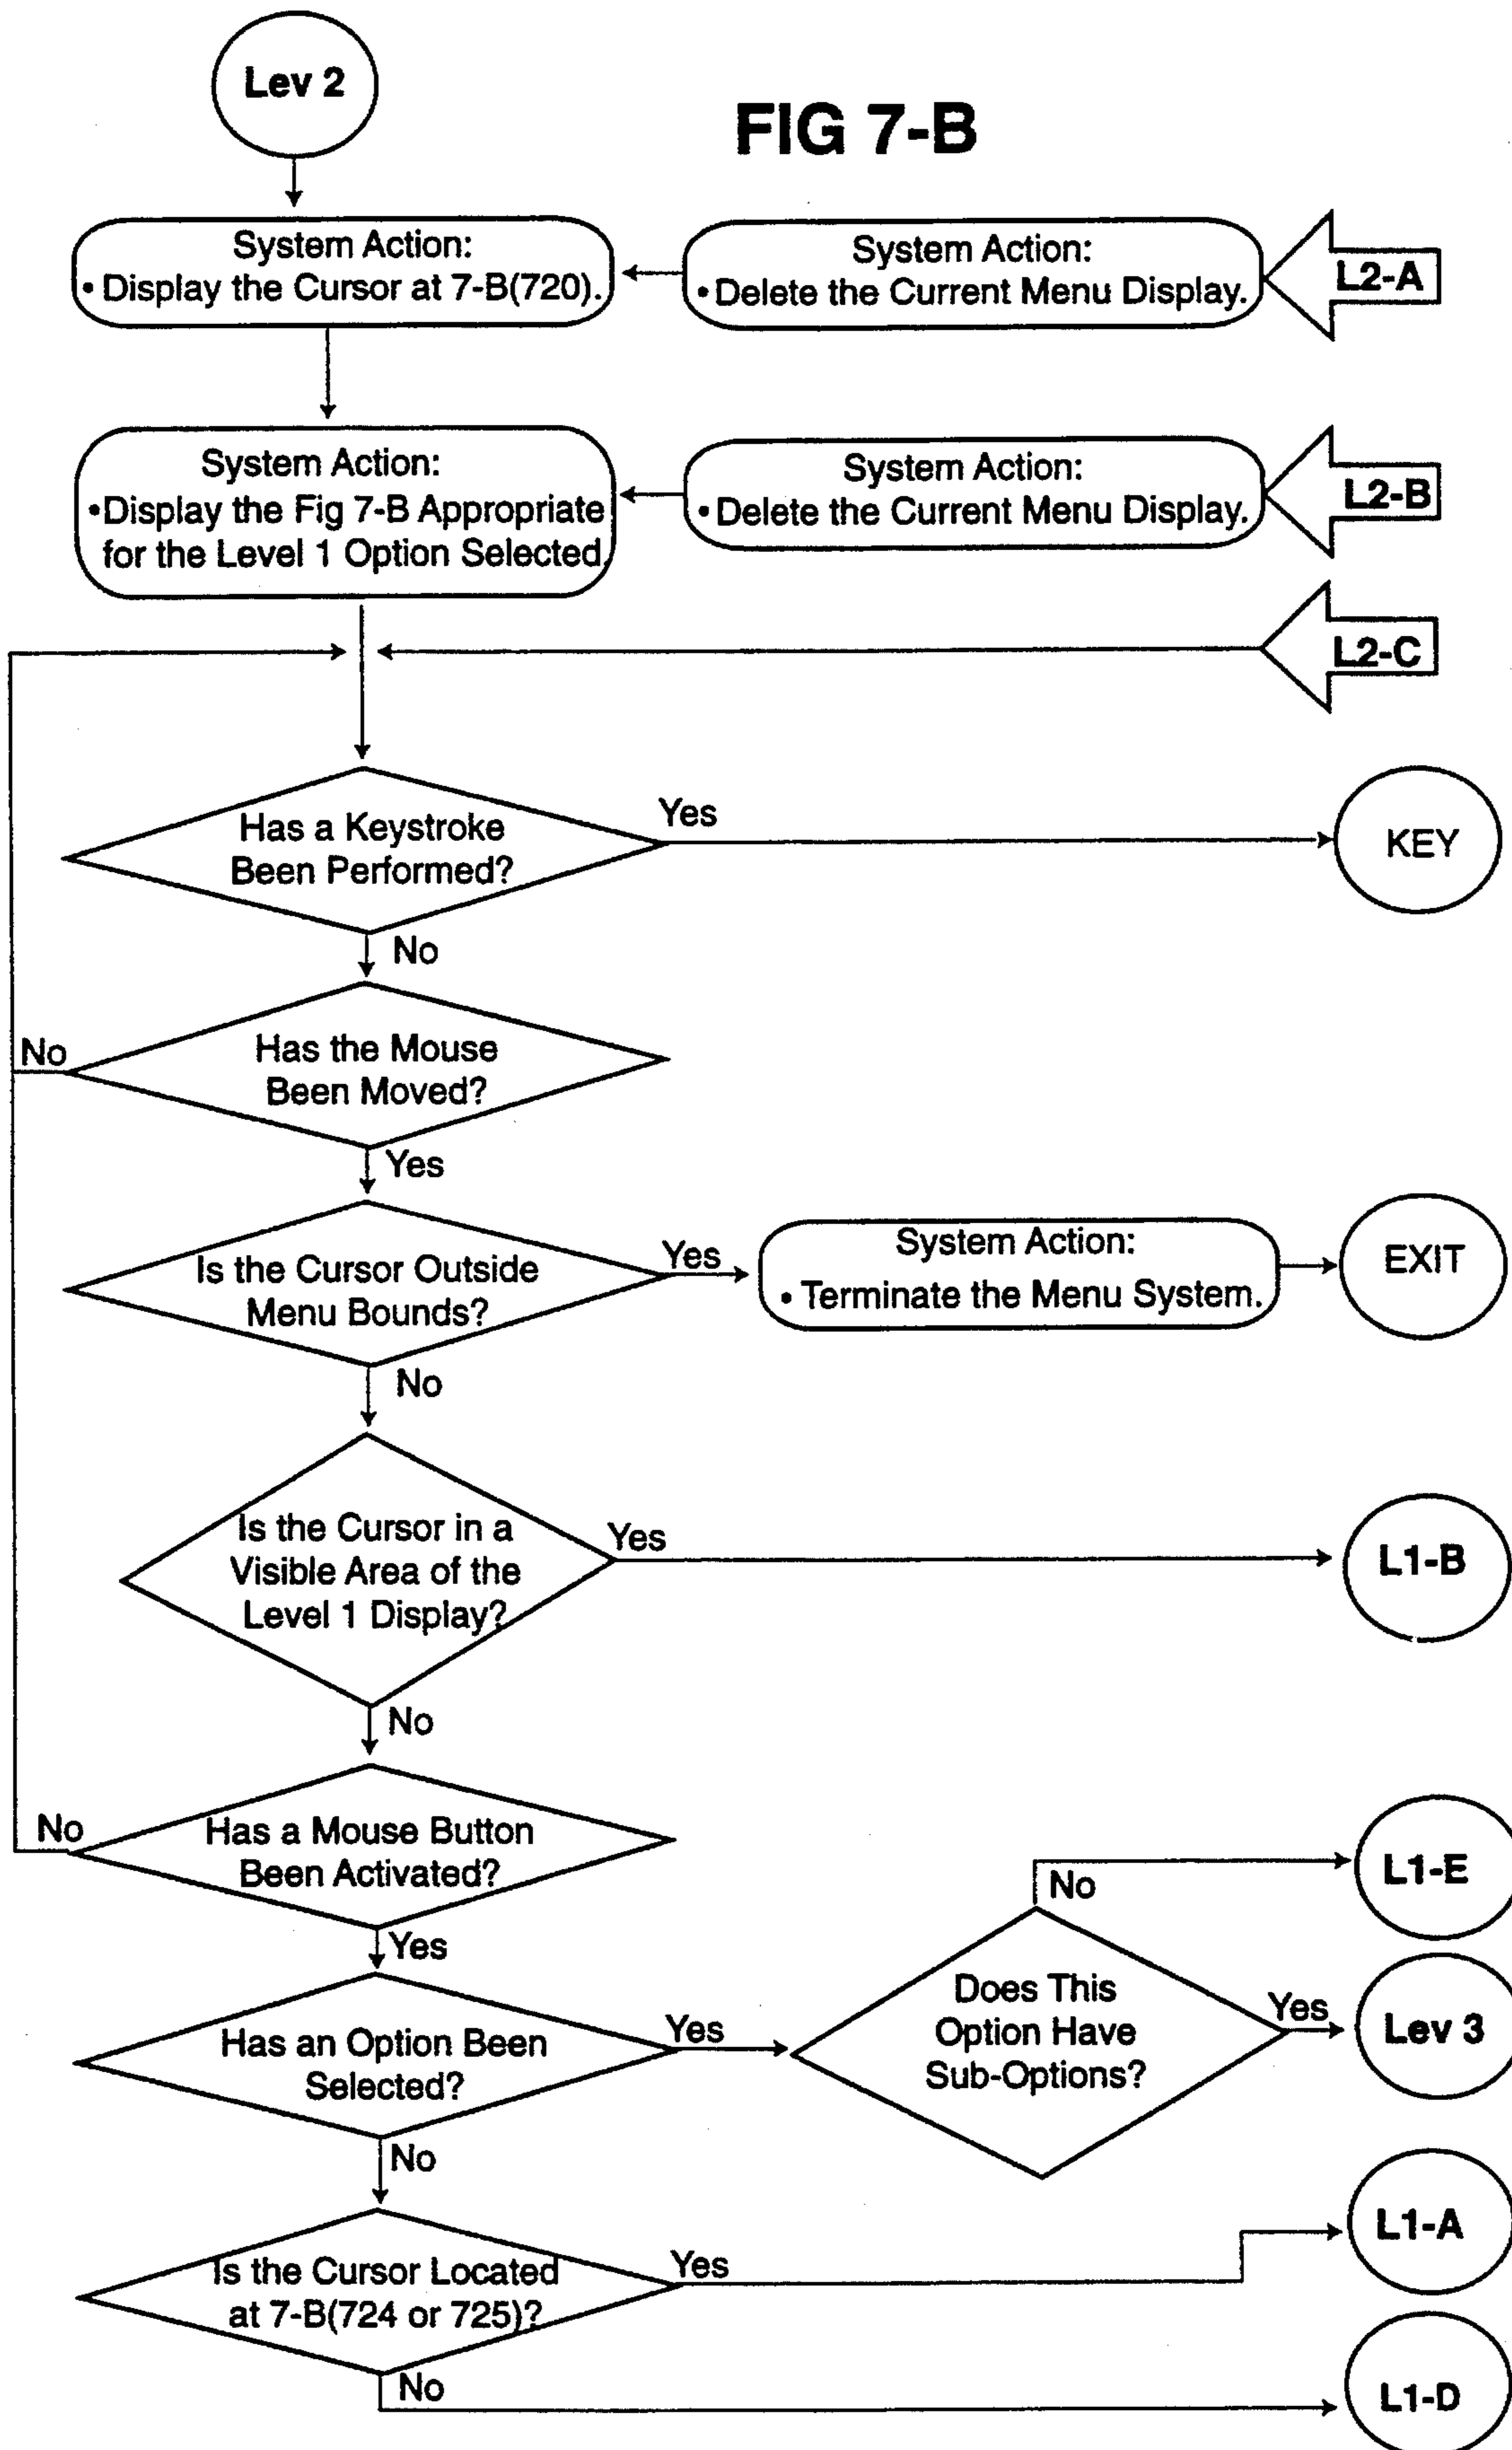 Lev 2
FIG 7-B
System Action:
• Display the Cursor at 7-B(720).
System Action:
• Delete the Current Menu Display.
L2-A
System Action:
•Display the Fig 7-B Appropriate
for the Level 1 Option Selected.
System Action:
• Delete the Current Menu Display.
L2-B
L2-C
Has a Keystroke
Been Performed?
Yes
KEY
No
Has the Mouse
Been Moved?
No
Yes
Is the Cursor Outside
Menu Bounds?
Yes
System Action:
• Terminate the Menu System.
EXIT
No
Is the Cursor in a
Visible Area of the
Level 1 Display?
Yes
L1-B
No
Has a Mouse Button
Been Activated?
No
Yes
Has an Option Been
Selected?
Yes
Does This
Option Have
Sub-Options?
No
L1-E
Yes
Lev 3
No
Is the Cursor Located
at 7-B(724 or 725)?
Yes
L1-A
No
L1-D